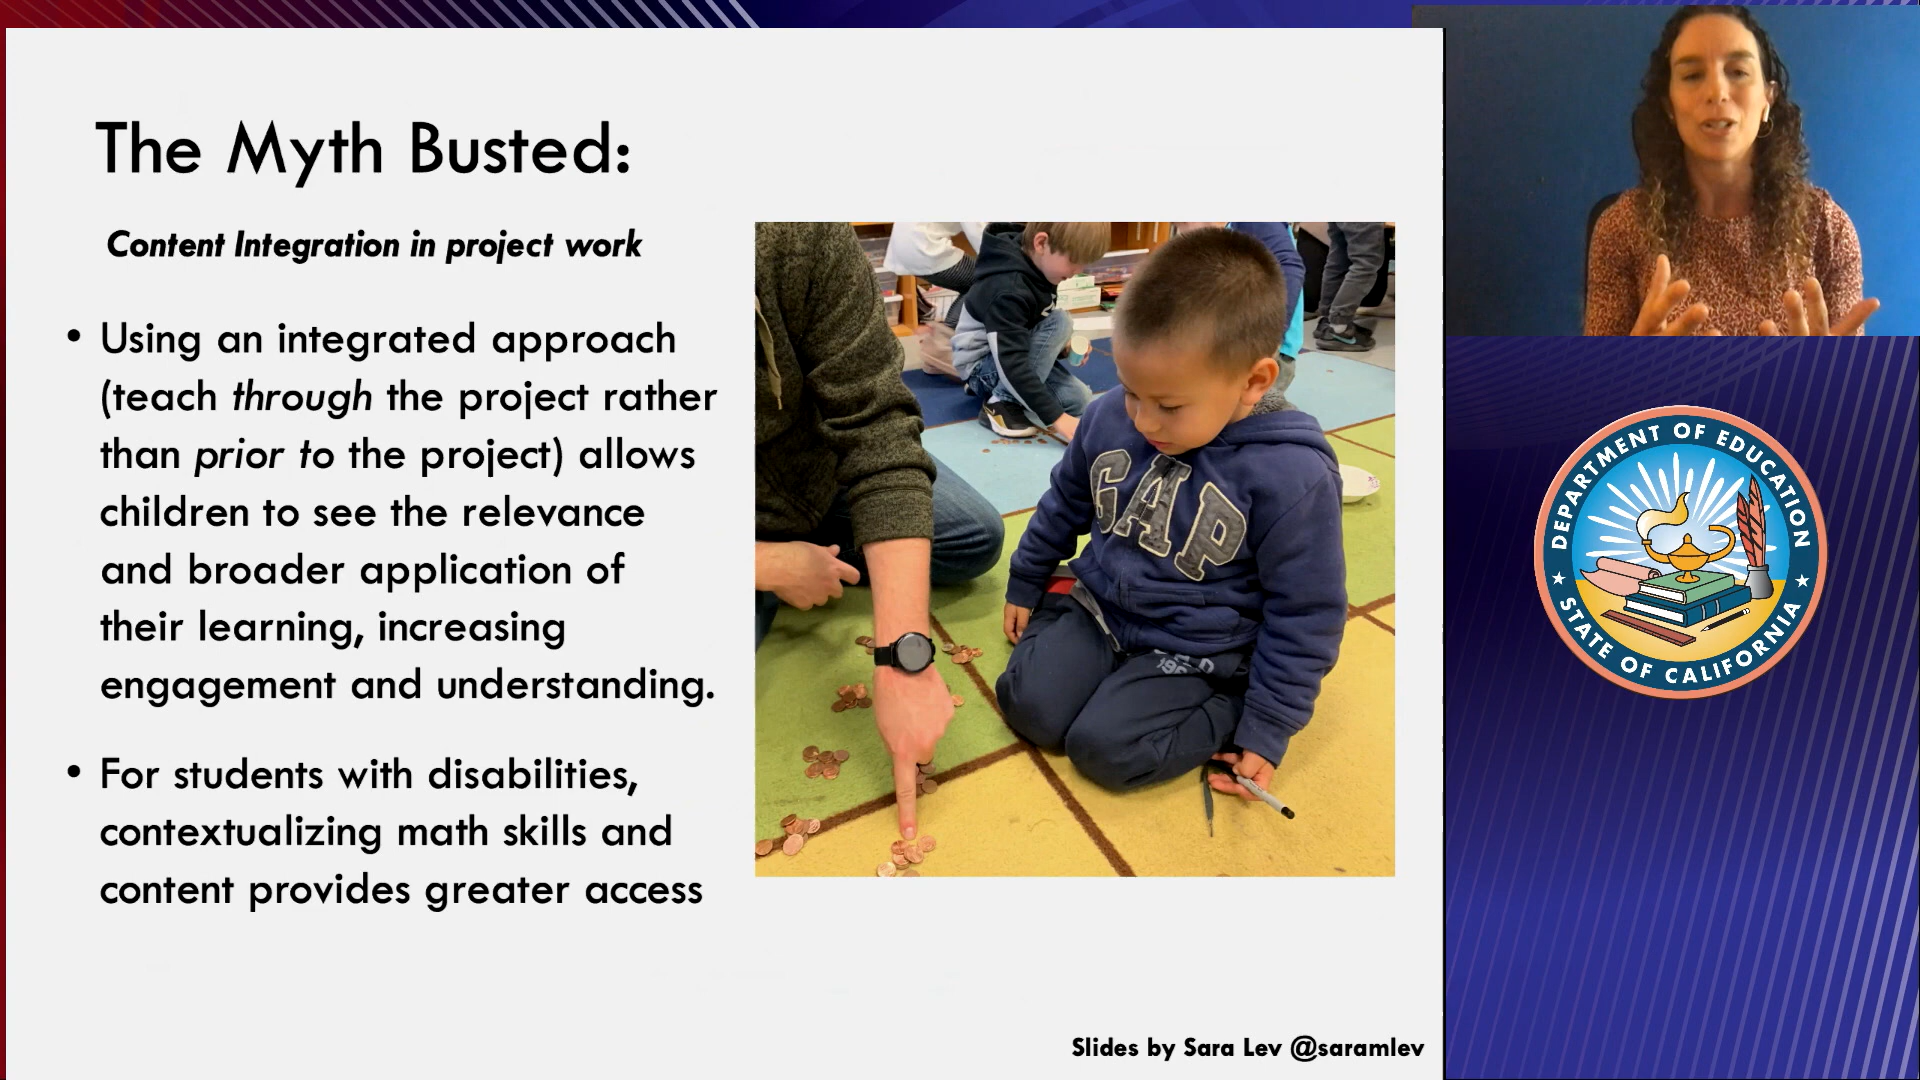 The Myth Busted:
Content Integration in project work
• Using an integrated approach
(teach through the project rather
than prior to the project) allows
children to see the relevance
and broader application of
their learning, increasing
engagement and understanding.
• For students with disabilities,
contextualizing math skills and
content provides greater access
GAP
Slides by Sara Lev @saramlev
DEPARTMENT OF EDUCATION
STATE OF CALIFORNIA